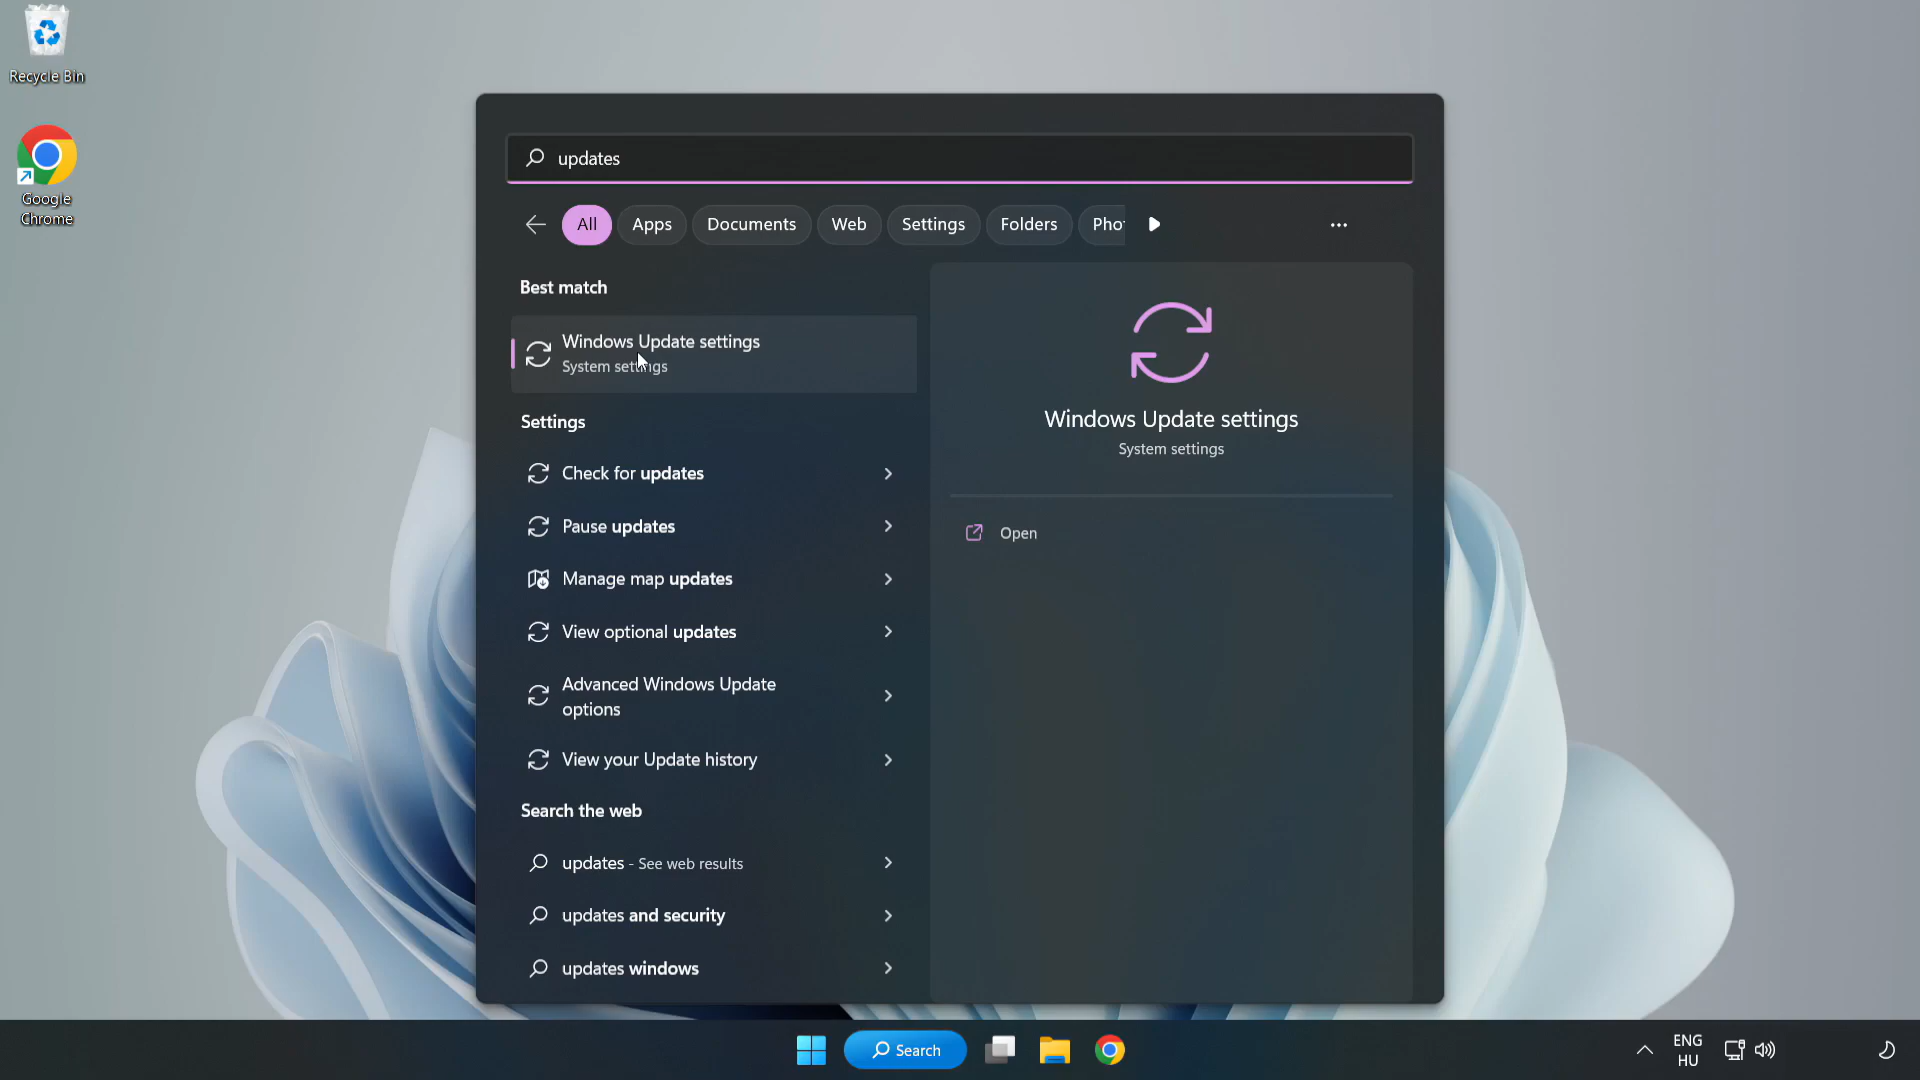 Recycle Bin
Google
Chrome
updates
All
Apps
Documents
Web
Settings
Folders
Best match
Windows Update settings
System settings
Settings
Check for updates
Pause updates
Manage map updates
View optional updates
Advanced Windows Update
options
View your Update history
Search the web
updates - See web results
updates and security
updates windows
Windows Update settings
System settings
Open
Search
ENG
HU